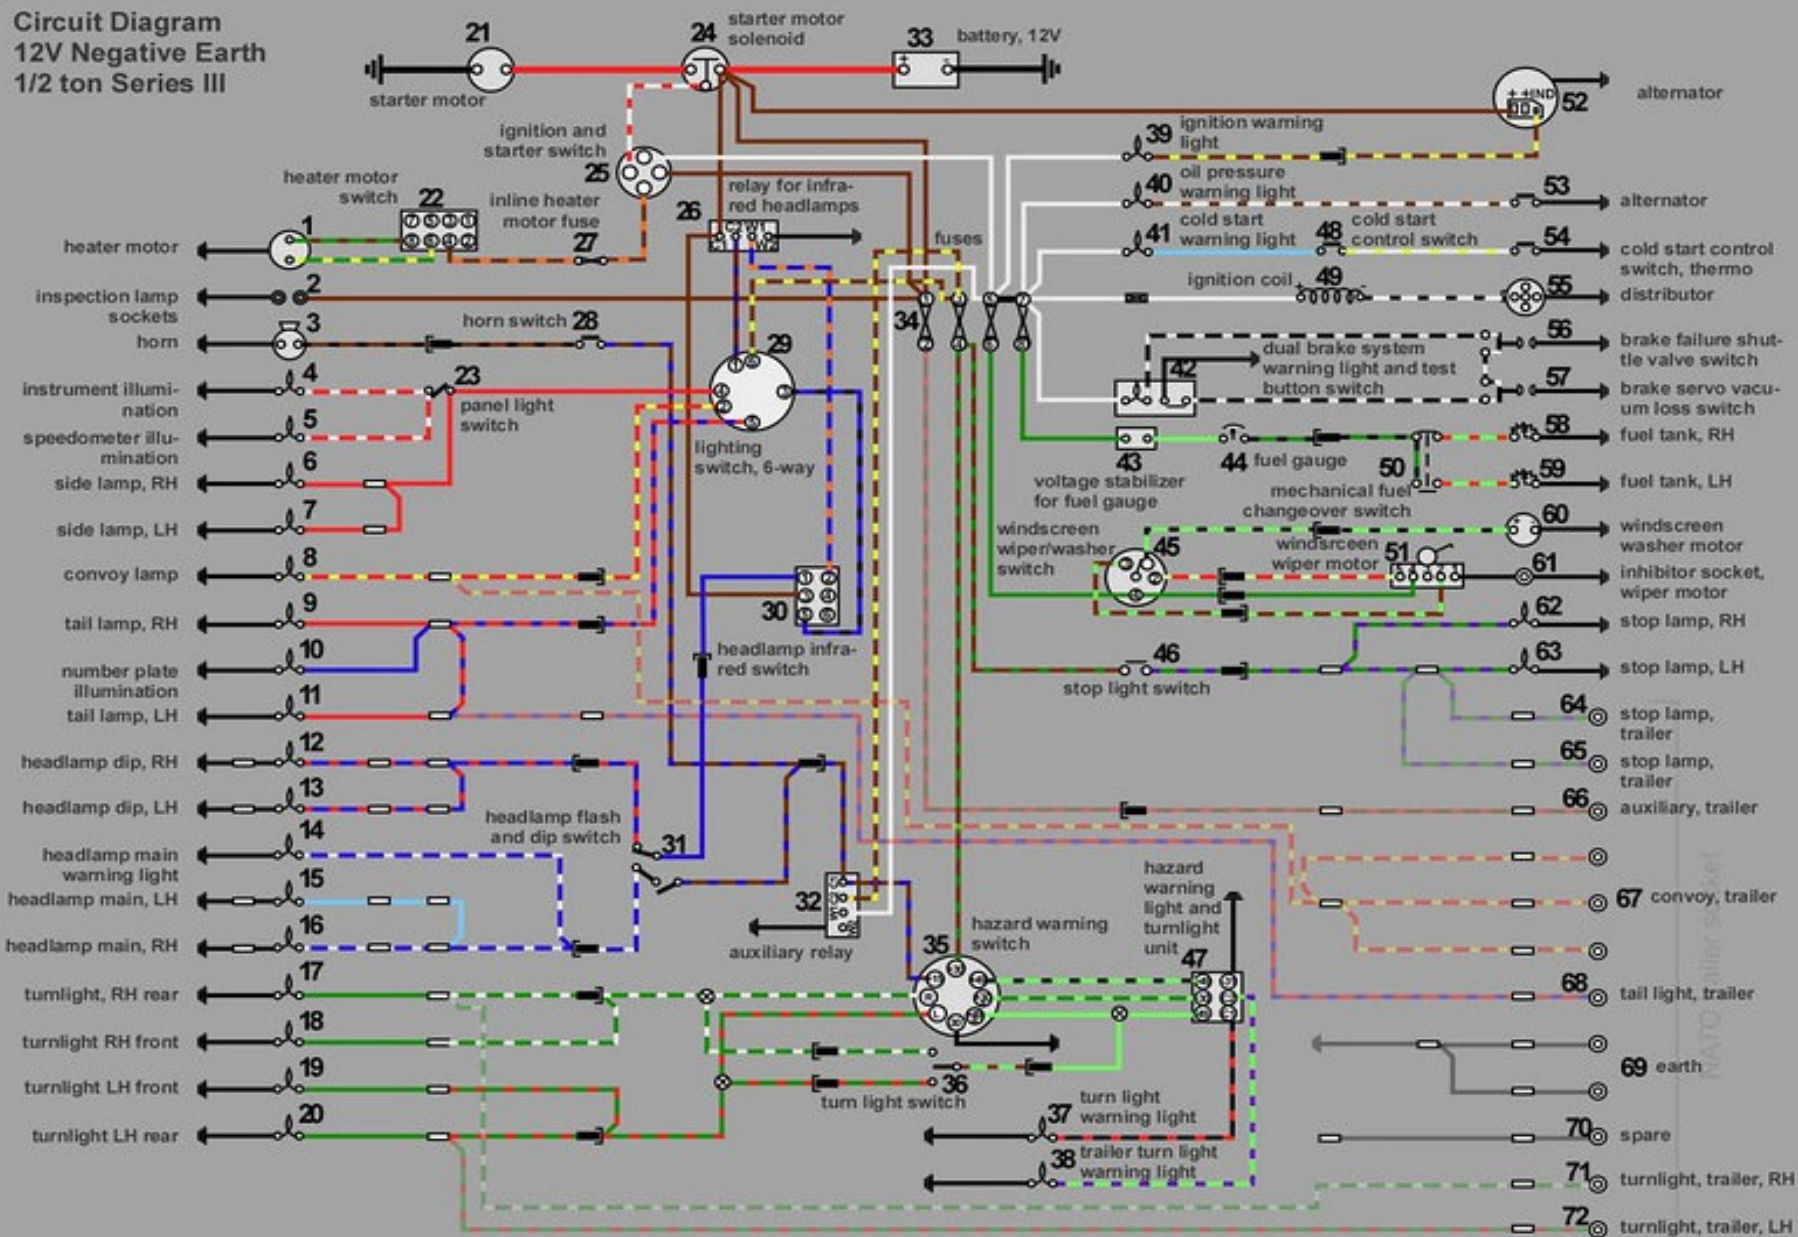 Circuit Diagram
12V Negative Earth
1/2 ton Series III
21
starter motor
24
starter motor
solenoid
33
battery, 12V
52
alternator
ignition and
starter switch
25
39
ignition warning
light
40
oil pressure
warning light
53
alternator
41
cold start
warning light
48
cold start
control switch
54
cold start control
switch, thermo
ignition coil
49
55
distributor
heater motor
switch
22
inline heater
motor fuse
27
26
relay for infra-
red headlamps
fuses
34
1
heater motor
2
inspection lamp
sockets
3
horn
horn switch
28
4
instrument illumi-
nation
23
panel light
switch
5
speedometer illu-
mination
6
side lamp, RH
7
side lamp, LH
8
convoy lamp
9
tail lamp, RH
10
number plate
illumination
11
tail lamp, LH
12
headlamp dip, RH
13
headlamp dip, LH
14
headlamp main
warning light
15
headlamp main, LH
16
headlamp main, RH
17
turnlight, RH rear
18
turnlight RH front
19
turnlight LH front
20
turnlight LH rear
29
lighting
switch, 6-way
30
headlamp infra-
red switch
headlamp flash
and dip switch
31
32
auxiliary relay
35
hazard warning
switch
36
turn light switch
37
turn light
warning light
38
trailer turn light
warning light
hazard
warning
light and
turnlight
unit
47
42
dual brake system
warning light and test
button switch
56
brake failure shut-
tle valve switch
57
brake servo vacu-
um loss switch
43
voltage stabilizer
for fuel gauge
44
fuel gauge
50
mechanical fuel
changeover switch
58
fuel tank, RH
59
fuel tank, LH
windscreen
wiper/washer
switch
45
windsrceen
wiper motor
51
60
windscreen
washer motor
61
inhibitor socket,
wiper motor
46
stop light switch
62
stop lamp, RH
63
stop lamp, LH
64
stop lamp,
trailer
65
stop lamp,
trailer
66
auxiliary, trailer
67
convoy, trailer
68
tail light, trailer
69
earth
70
spare
71
turnlight, trailer, RH
72
turnlight, trailer, LH
NATO trailer socket